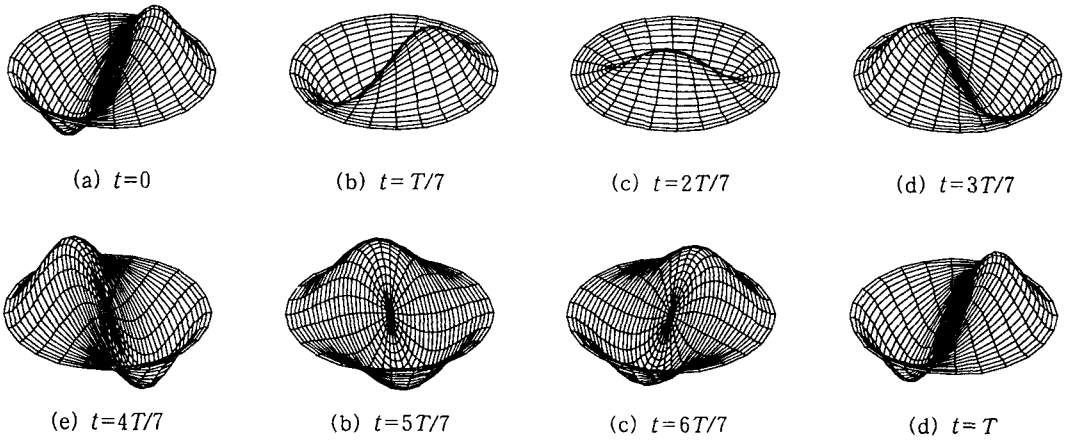 (a) t=0
(b) t= T/7
(c) t=2T/7
(d) t=3T/7
(e) t=4T/7
(b) t=5T/7
(c) t=6T/7
(d) t=T